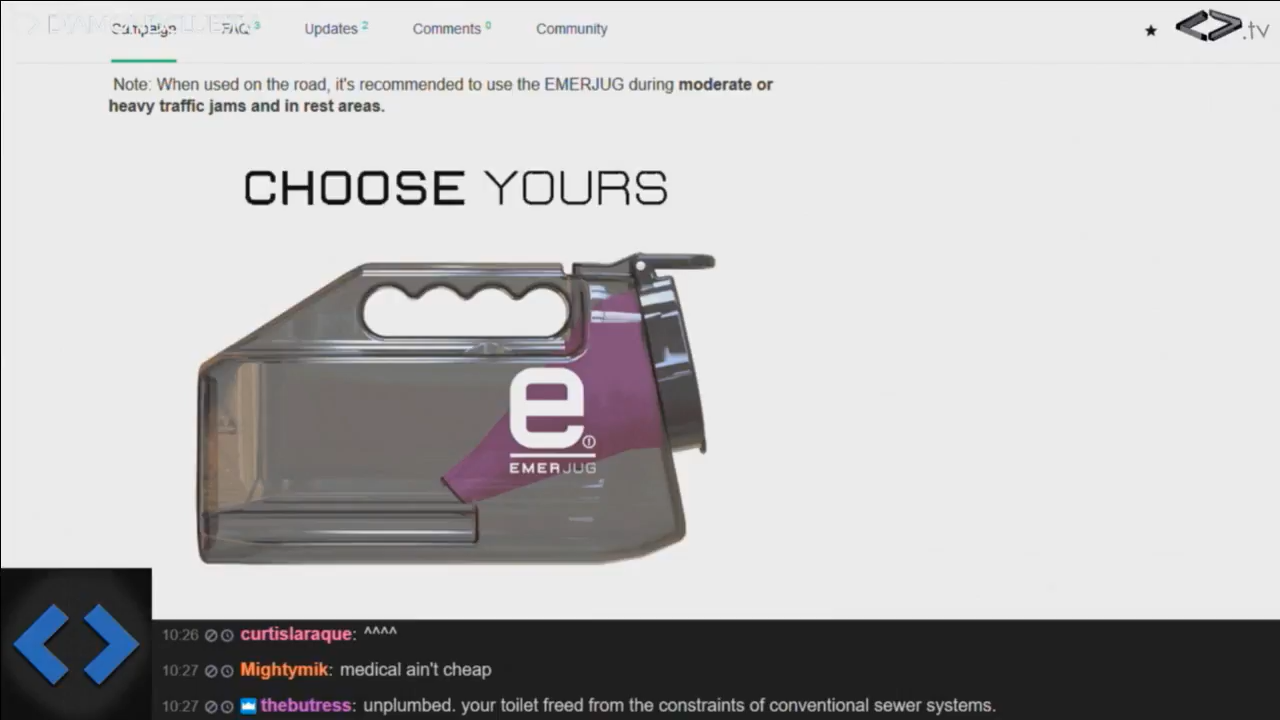 Campaign FAQ 3 Updates 2 Comments 0 Community
.tv
Note: When used on the road, it's recommended to use the EMERJUG during moderate or
heavy traffic jams and in rest areas.
CHOOSE YOURS
e
EMERJUG
10:26 curtislaraque: ^^^^
10:27 Mightymik: medical ain't cheap
10:27 thebutress: unplumbed. your toilet freed from the constraints of conventional sewer systems.